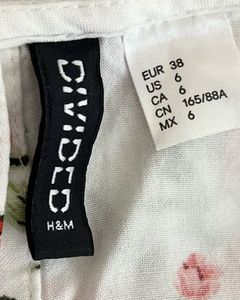 DIVIDED
H&M
EUR 38
US 6
CA 6
CN 165/88A
MX 6